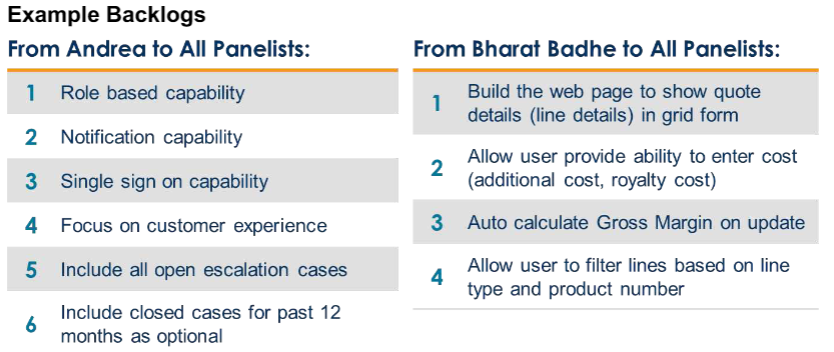 Example Backlogs
From Andrea to All Panelists:
1 Role based capability
2 Notification capability
3 Single sign on capability
4 Focus on customer experience
5 Include all open escalation cases
6 Include closed cases for past 12
months as optional
From Bharat Badhe to All Panelists:
1 Build the web page to show quote
details (line details) in grid form
2 Allow user provide ability to enter cost
(additional cost, royalty cost)
3 Auto calculate Gross Margin on update
4 Allow user to filter lines based on line
type and product number